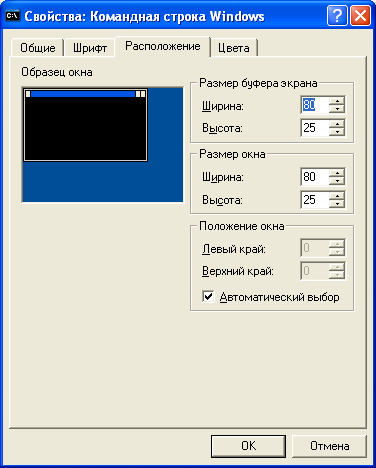 Свойства: Командная строка Windows
Общие Шрифт Расположение Цвета
Образец окна
Размер буфера экрана
Ширина: 80
Высота: 25
Размер окна
Ширина: 80
Высота: 25
Положение окна
Левый край: 0
Верхний край: 0
Автоматический выбор
OK Отмена